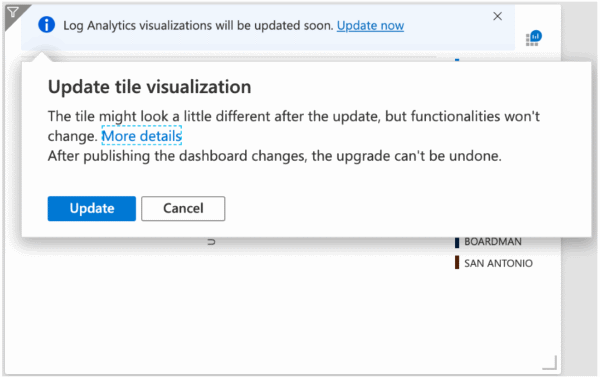 Log Analytics visualizations will be updated soon. Update now
Update tile visualization
The tile might look a little different after the update, but functionalities won't
change. More details
After publishing the dashboard changes, the upgrade can't be undone.
Update
Cancel
BOARDMAN
SAN ANTONIO